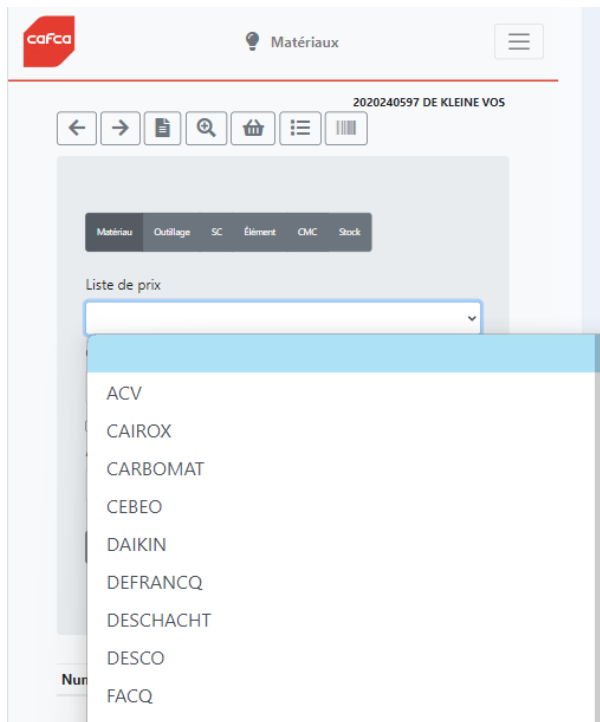 cafca
Matériaux
2020240597 DE KLEINE VOS
Matériau Outillage SC Élément CMC Stock
Liste de prix
ACV
CAIROX
CARBOMAT
CEBEO
DAIKIN
DEFRANCQ
DESCHACHT
DESCO
FACQ